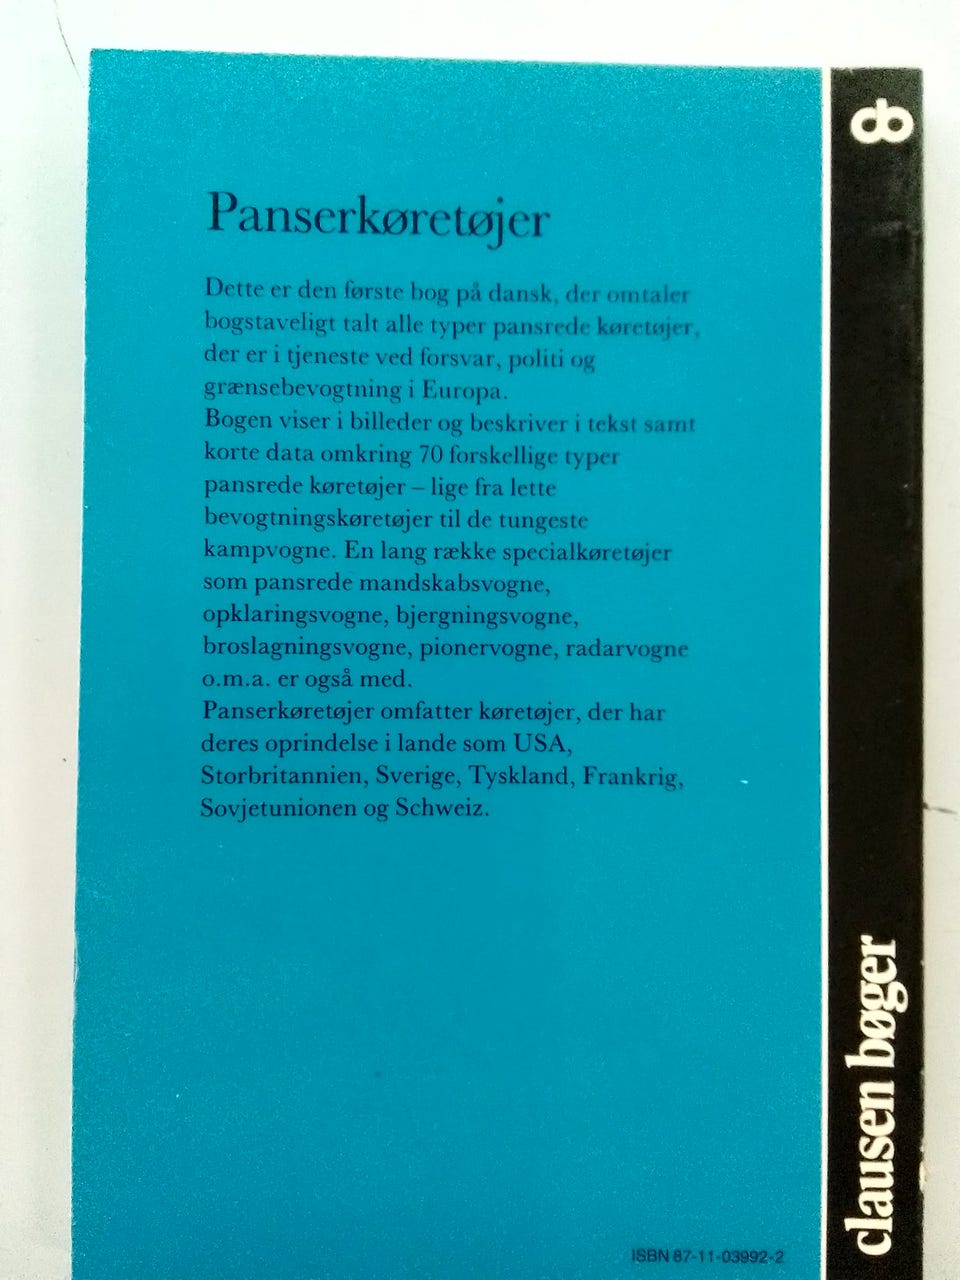 Panserkøretøjer
Dette er den første bog på dansk, der omtaler
bogstaveligt talt alle typer pansrede køretøjer,
der er i tjeneste ved forsvar, politi og
grænsebevogtning i Europa.
Bogen viser i billeder og beskriver i tekst samt
korte data omkring 70 forskellige typer
pansrede køretøjer – lige fra lette
bevogtningskøretøjer til de tungeste
kampvogne. En lang række specialkøretøjer
som pansrede mandskabsvogne,
opklaringsvogne, bjergningsvogne,
broslagningsvogne, pionervogne, radarvogne
o.m.a. er også med.
Panserkøretøjer omfatter køretøjer, der har
deres oprindelse i lande som USA,
Storbritannien, Sverige, Tyskland, Frankrig,
Sovjetunionen og Schweiz.
ISBN 87-11-03992-2
clausen bøger